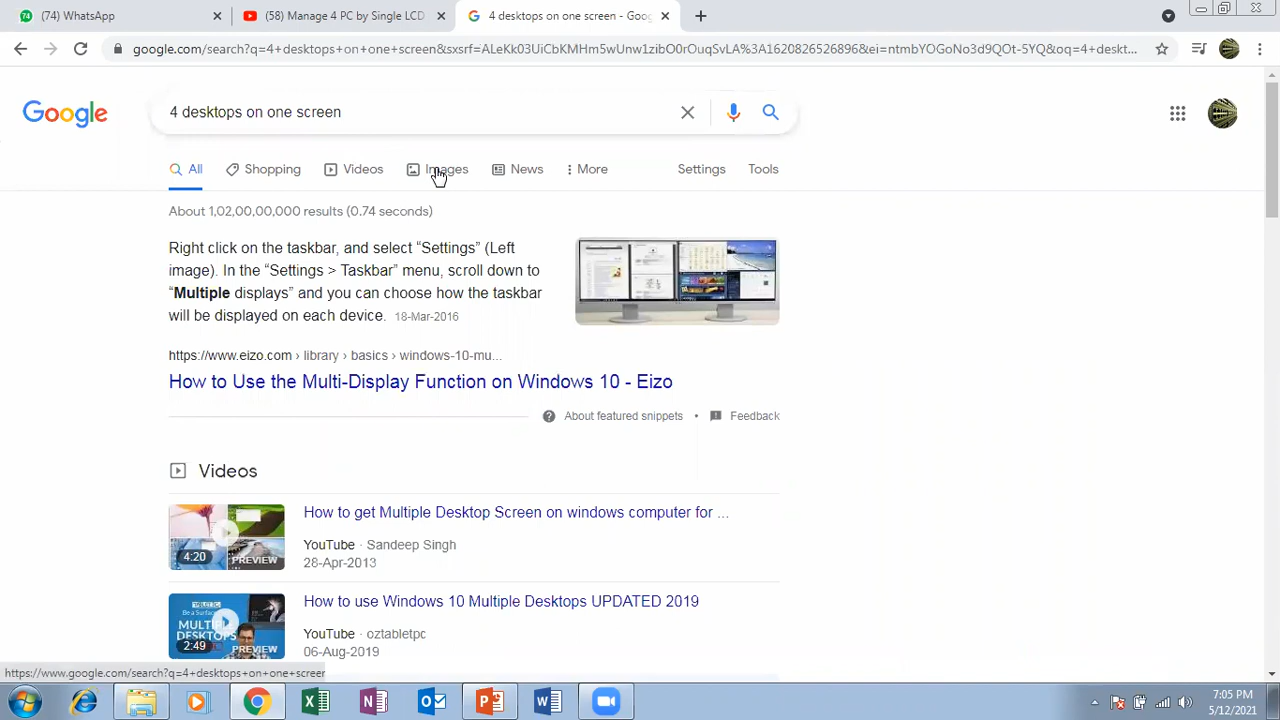 (74) WhatsApp
(58) Manage 4 PC by Single LCD
4 desktops on one screen - Goog
google.com/search?q=4+desktops+on+one+screen&sxsrf=ALeKk03UiCbKMHm5wUnw1zibO0rOuqSvLA%3A1620826526896&ei=ntmbYOGoNo3d9QOt-5YQ&oq=4+deskt...
Google
4 desktops on one screen
All
Shopping
Videos
Images
News
More
Settings
Tools
About 1,02,00,00,000 results (0.74 seconds)
Right click on the taskbar, and select “Settings” (Left
image). In the “Settings > Taskbar” menu, scroll down to
“Multiple displays” and you can choose how the taskbar
will be displayed on each device. 18-Mar-2016
https://www.eizo.com › library › basics › windows-10-mu...
How to Use the Multi-Display Function on Windows 10 - Eizo
About featured snippets • Feedback
Videos
How to get Multiple Desktop Screen on windows computer for ...
YouTube · Sandeep Singh
28-Apr-2013
4:20
PREVIEW
How to use Windows 10 Multiple Desktops UPDATED 2019
YouTube · oztabletpc
06-Aug-2019
2:49
PREVIEW
https://www.google.com/search?q=4+desktops+on+one+screen
7:05 PM
5/12/2021